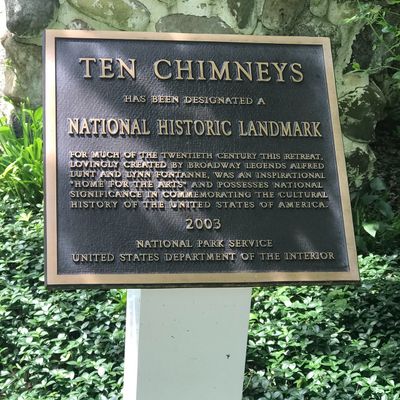 TEN CHIMNEYS
HAS BEEN DESIGNATED A
NATIONAL HISTORIC LANDMARK
FOR MUCH OF THE TWENTIETH CENTURY THIS RETREAT,
LOVINGLY CREATED BY BROADWAY LEGENDS ALFRED
LUNT AND LYNN FONTANNE, WAS AN INSPIRATIONAL
"HOME FOR THE ARTS" AND POSSESSES NATIONAL
SIGNIFICANCE IN COMMEMORATING THE CULTURAL
HISTORY OF THE UNITED STATES OF AMERICA.
2003
NATIONAL PARK SERVICE
UNITED STATES DEPARTMENT OF THE INTERIOR